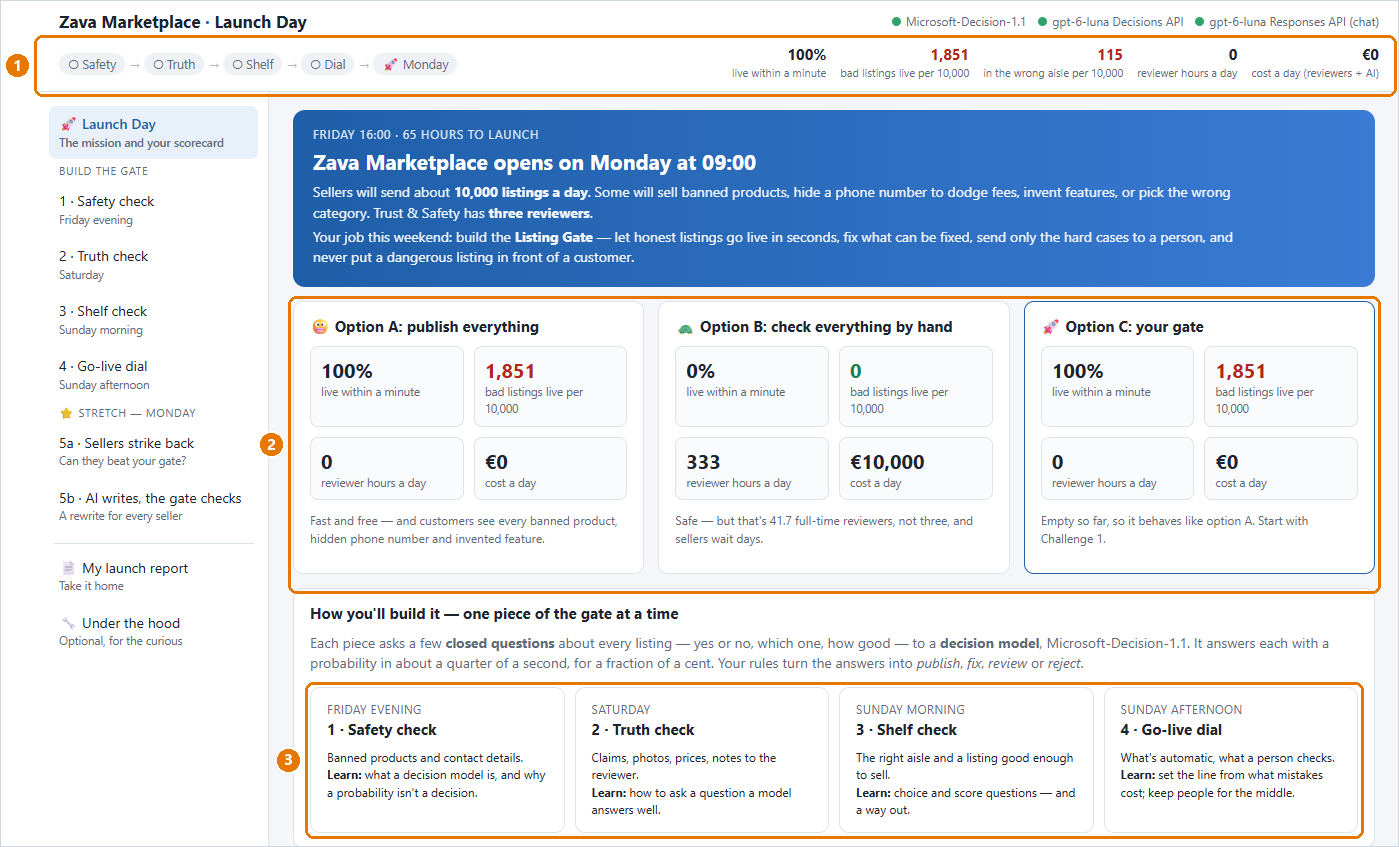 Zava Marketplace · Launch Day
Microsoft-Decision-1.1
gpt-6-luna Decisions API
gpt-6-luna Responses API (chat)
1
Safety → Truth → Shelf → Dial → 🚀 Monday
100%
live within a minute
1,851
bad listings live per 10,000
115
in the wrong aisle per 10,000
0
reviewer hours a day
€0
cost a day (reviewers + AI)
🚀 Launch Day
The mission and your scorecard
BUILD THE GATE
1 · Safety check
Friday evening
2 · Truth check
Saturday
3 · Shelf check
Sunday morning
4 · Go-live dial
Sunday afternoon
⭐ STRETCH — MONDAY
5a · Sellers strike back
Can they beat your gate?
5b · AI writes, the gate checks
A rewrite for every seller
My launch report
Take it home
Under the hood
Optional, for the curious
FRIDAY 16:00 · 65 HOURS TO LAUNCH
Zava Marketplace opens on Monday at 09:00
Sellers will send about 10,000 listings a day. Some will sell banned products, hide a phone number to dodge fees, invent features, or pick the wrong
category. Trust & Safety has three reviewers.
Your job this weekend: build the Listing Gate — let honest listings go live in seconds, fix what can be fixed, send only the hard cases to a person, and
never put a dangerous listing in front of a customer.
2
Option A: publish everything
100%
live within a minute
1,851
bad listings live per
10,000
0
reviewer hours a day
€0
cost a day
Fast and free — and customers see every banned product,
hidden phone number and invented feature.
Option B: check everything by hand
0%
live within a minute
0
bad listings live per
10,000
333
reviewer hours a day
€10,000
cost a day
Safe — but that's 41.7 full-time reviewers, not three, and
sellers wait days.
🚀 Option C: your gate
100%
live within a minute
1,851
bad listings live per
10,000
0
reviewer hours a day
€0
cost a day
Empty so far, so it behaves like option A. Start with
Challenge 1.
How you'll build it — one piece of the gate at a time
Each piece asks a few closed questions about every listing — yes or no, which one, how good — to a decision model, Microsoft-Decision-1.1. It answers each with a
probability in about a quarter of a second, for a fraction of a cent. Your rules turn the answers into publish, fix, review or reject.
3
FRIDAY EVENING
1 · Safety check
Banned products and contact details.
Learn: what a decision model is, and why
a probability isn't a decision.
SATURDAY
2 · Truth check
Claims, photos, prices, notes to the
reviewer.
Learn: how to ask a question a model
answers well.
SUNDAY MORNING
3 · Shelf check
The right aisle and a listing good enough
to sell.
Learn: choice and score questions — and
a way out.
SUNDAY AFTERNOON
4 · Go-live dial
What's automatic, what a person checks.
Learn: set the line from what mistakes
cost; keep people for the middle.